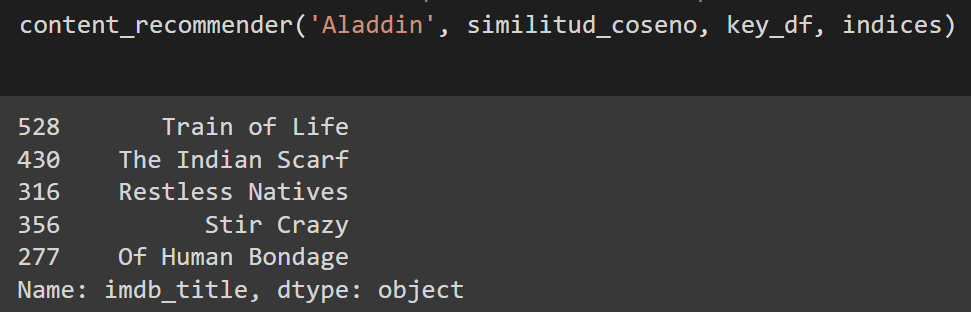 content_recommender('Aladdin', similitud_coseno, key_df, indices)
528 Train of Life
430 The Indian Scarf
316 Restless Natives
356 Stir Crazy
277 Of Human Bondage
Name: imdb_title, dtype: object